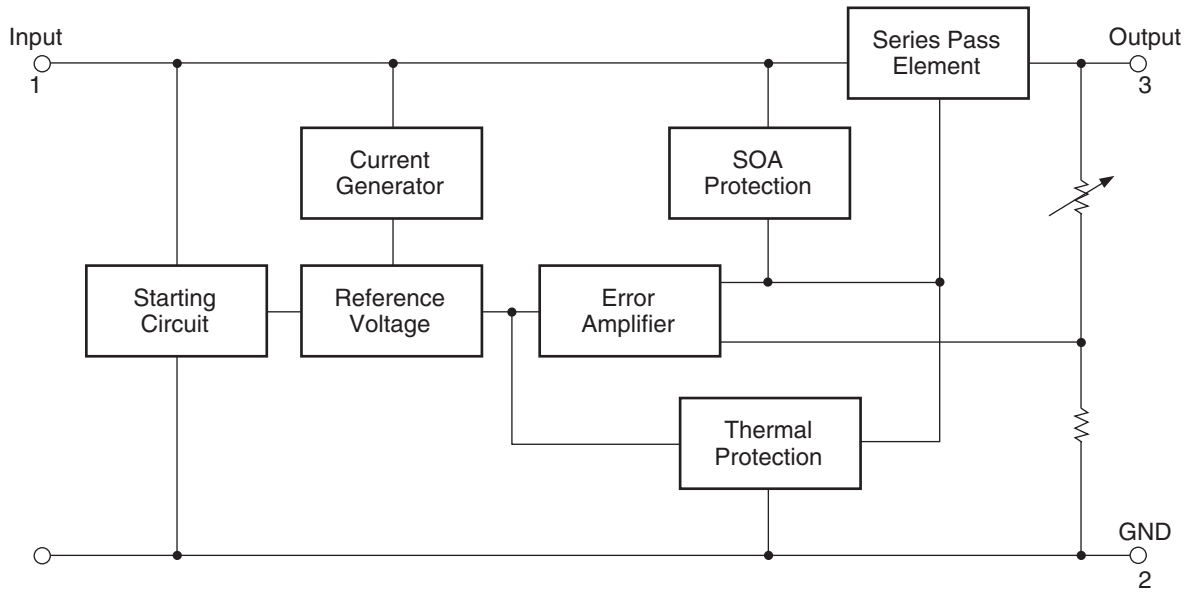 Input
1
Series Pass
Element
Output
3
Current
Generator
SOA
Protection
Starting
Circuit
Reference
Voltage
Error
Amplifier
Thermal
Protection
GND
2